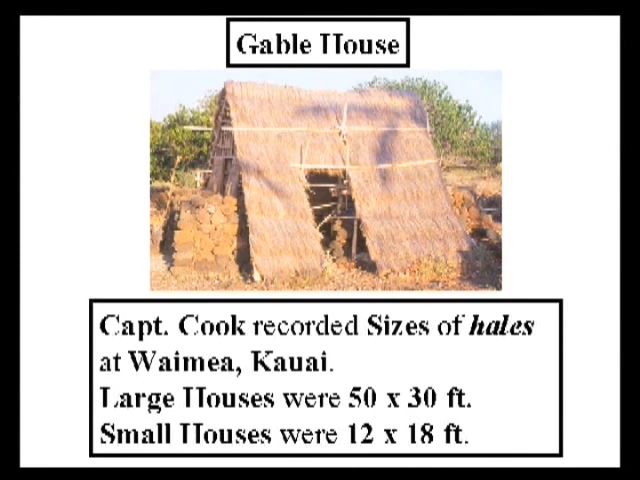 Gable House
Capt. Cook recorded Sizes of hales
at Waimea, Kauai.
Large Houses were 50 x 30 ft.
Small Houses were 12 x 18 ft.